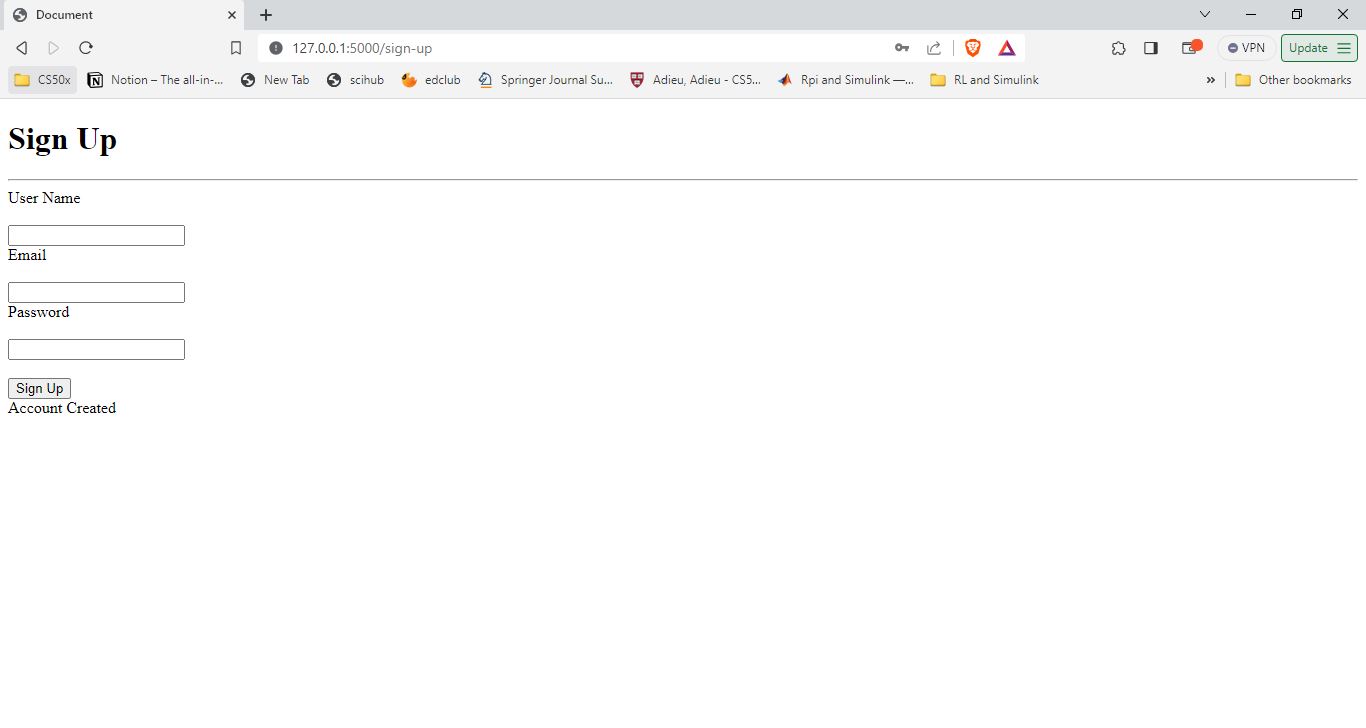 Document
127.0.0.1:5000/sign-up
VPN
Update
CS50x
Notion – The all-in-...
New Tab
scihub
edclub
Springer Journal Su...
Adieu, Adieu - CS5...
Rpi and Simulink —...
RL and Simulink
»
Other bookmarks
Sign Up
User Name
Email
Password
Sign Up
Account Created